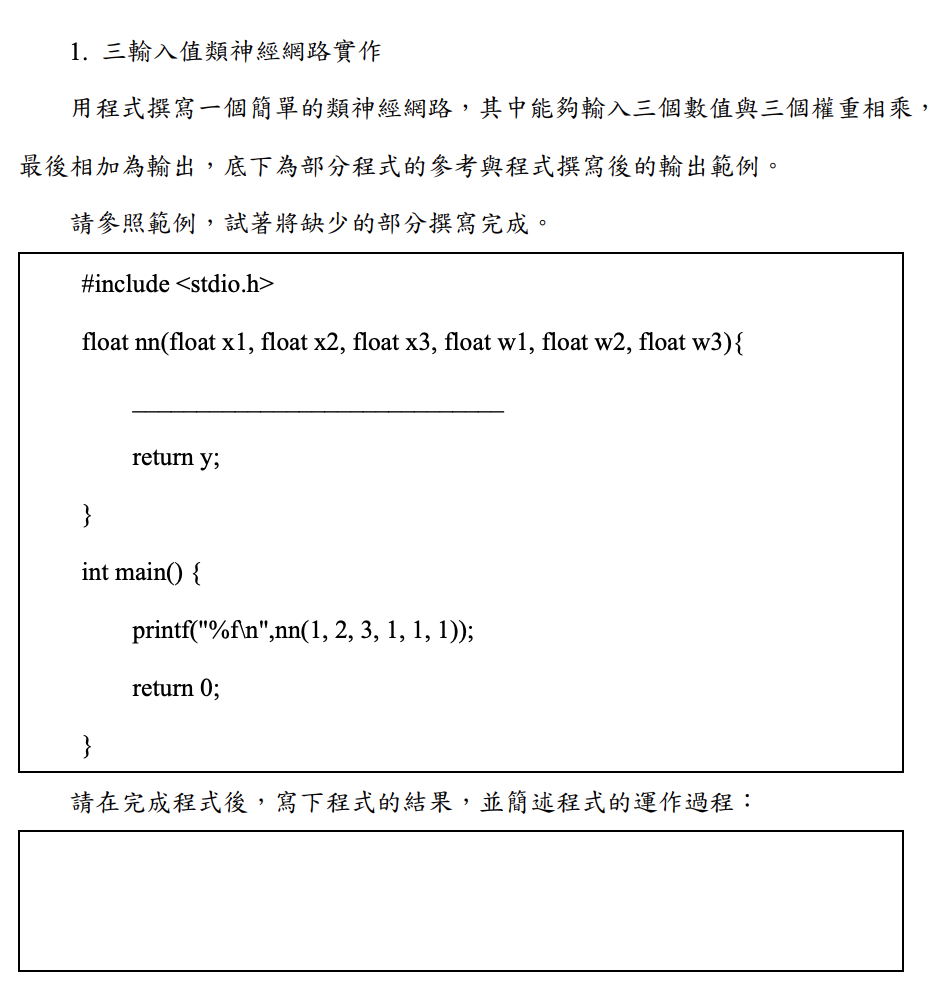 1. 三輸入值類神經網路實作
用程式撰寫一個簡單的類神經網路，其中能夠輸入三個數值與三個權重相乘，
最後相加為輸出，底下為部分程式的參考與程式撰寫後的輸出範例。
請參照範例，試著將缺少的部分撰寫完成。
#include <stdio.h>
float nn(float x1, float x2, float x3, float w1, float w2, float w3){
______________________________
return y;
}
int main() {
printf("%f\n",nn(1, 2, 3, 1, 1, 1));
return 0;
}
請在完成程式後，寫下程式的結果，並簡述程式的運作過程：